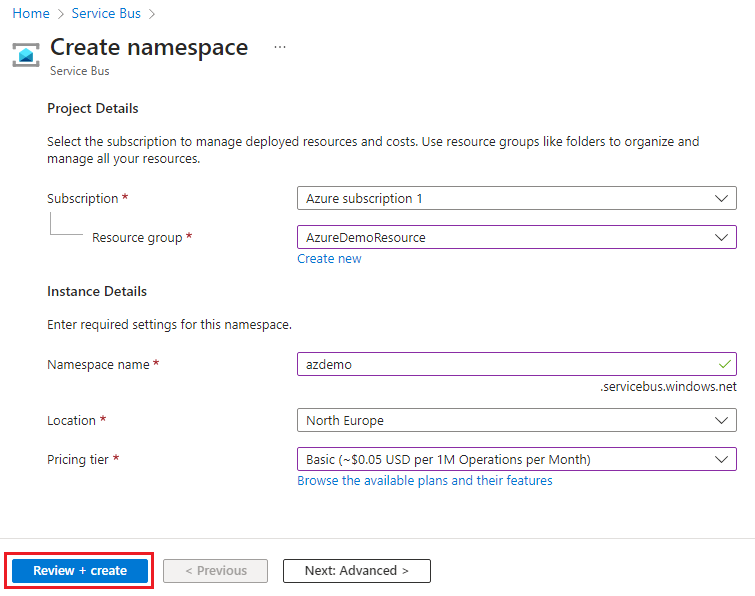 Home > Service Bus >
Create namespace ...
Service Bus
Project Details
Select the subscription to manage deployed resources and costs. Use resource groups like folders to organize and
manage all your resources.
Subscription * Azure subscription 1
Resource group * AzureDemoResource
Create new
Instance Details
Enter required settings for this namespace.
Namespace name * azdemo
.servicebus.windows.net
Location * North Europe
Pricing tier * Basic (~$0.05 USD per 1M Operations per Month)
Browse the available plans and their features
Review + create < Previous Next: Advanced >